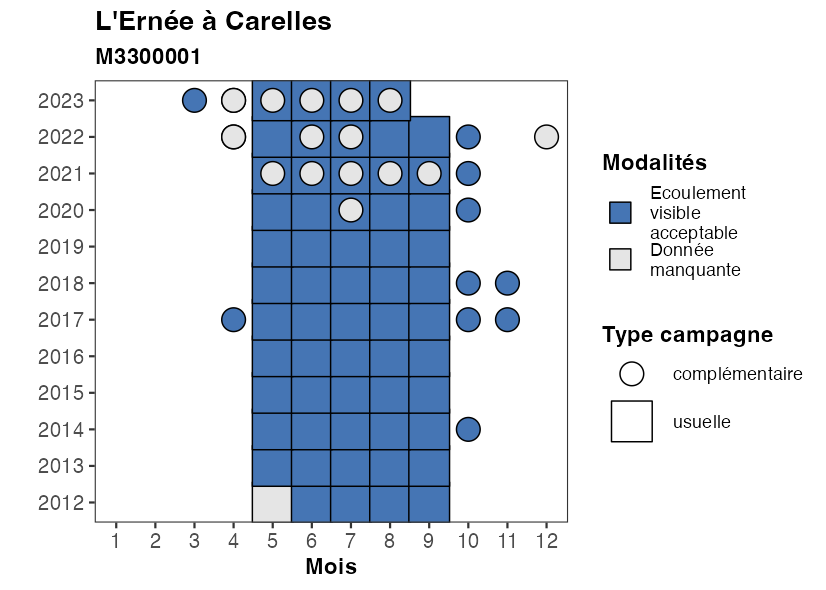 L'Ernée à Carelles
M3300001
2023
2022
2021
2020
2019
2018
2017
2016
2015
2014
2013
2012
1 2 3 4 5 6 7 8 9 10 11 12
Mois
Modalités
Ecoulement
visible
acceptable
Donnée
manquante
Type campagne
complémentaire
usuelle